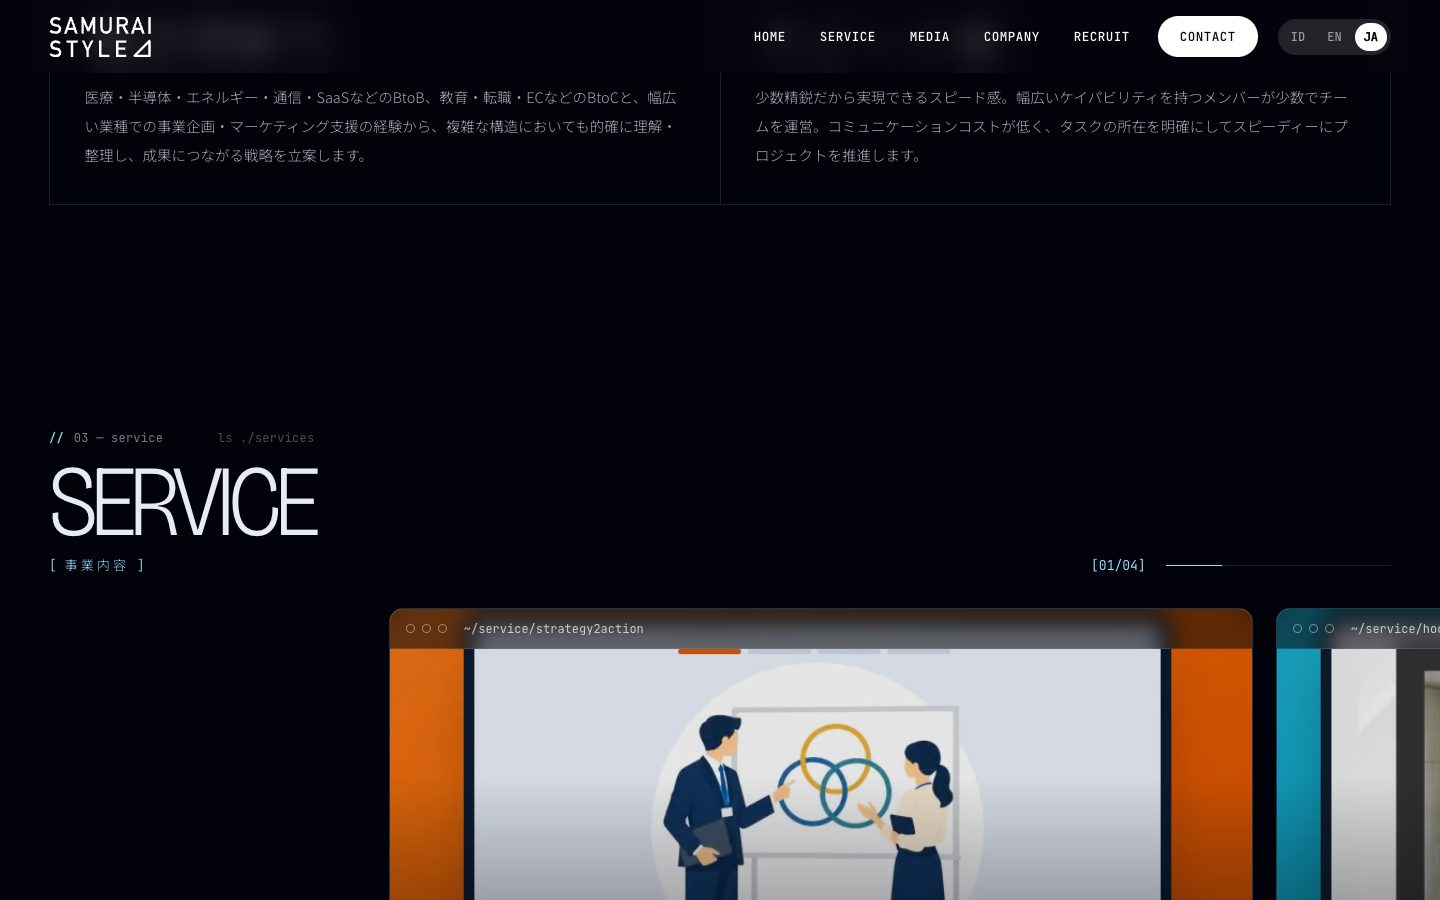 SAMURAI
STYLE
HOME SERVICE MEDIA COMPANY RECRUIT CONTACT ID EN JA
医療・半導体・エネルギー・通信・SaaSなどのBtoB、教育・転職・ECなどのBtoCと、幅広
い業種での事業企画・マーケティング支援の経験から、複雑な構造においても的確に理解・
整理し、成果につながる戦略を立案します。
少数精鋭だから実現できるスピード感。幅広いケイパビリティを持つメンバーが少数でチー
ムを運営。コミュニケーションコストが低く、タスクの所在を明確にしてスピーディーにプ
ロジェクトを推進します。
// 03 — service ls ./services
SERVICE
[ 事業内容 ]
[01/04]
~/service/strategy2action
~/service/hoo